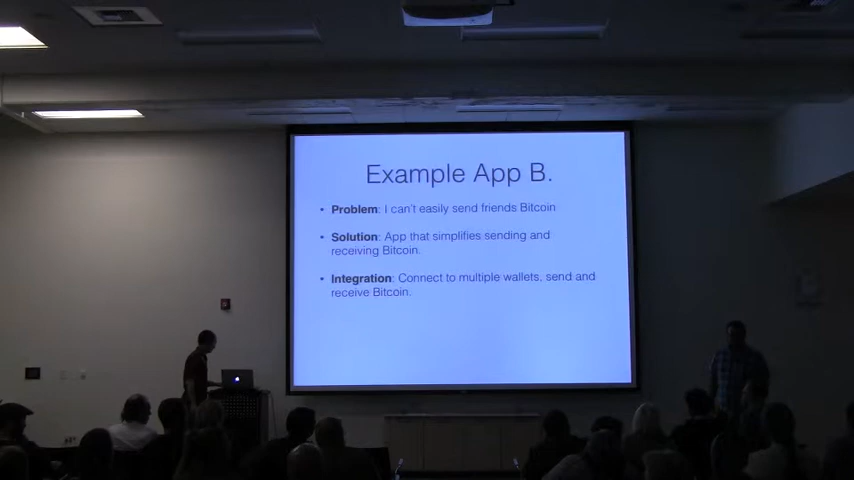 Example App B.
• Problem: I can't easily send friends Bitcoin
• Solution: App that simplifies sending and
receiving Bitcoin.
• Integration: Connect to multiple wallets, send and
receive Bitcoin.